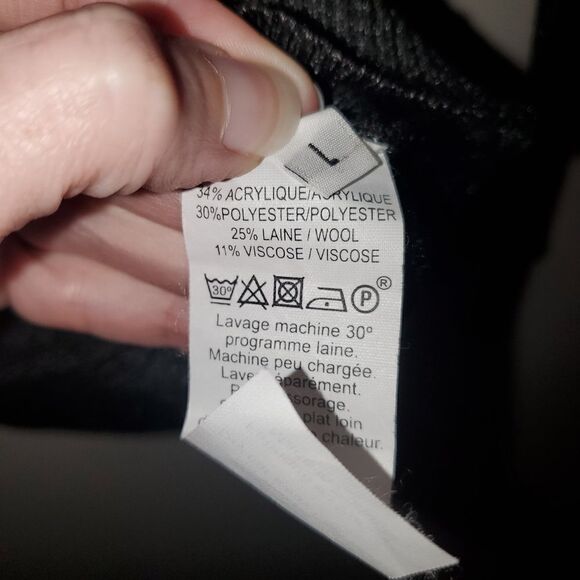 L
34% ACRYLIQUE/ACRYLIQUE
30%POLYESTER/POLYESTER
25% LAINE / WOOL
11% VISCOSE / VISCOSE
30° P ®
Lavage machine 30º
programme laine.
Machine peu chargée.
plat loin
chaleur.